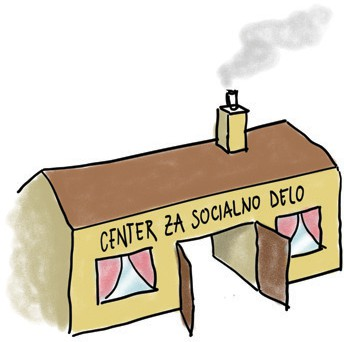 CENTER ZA SOCIALNO DELO